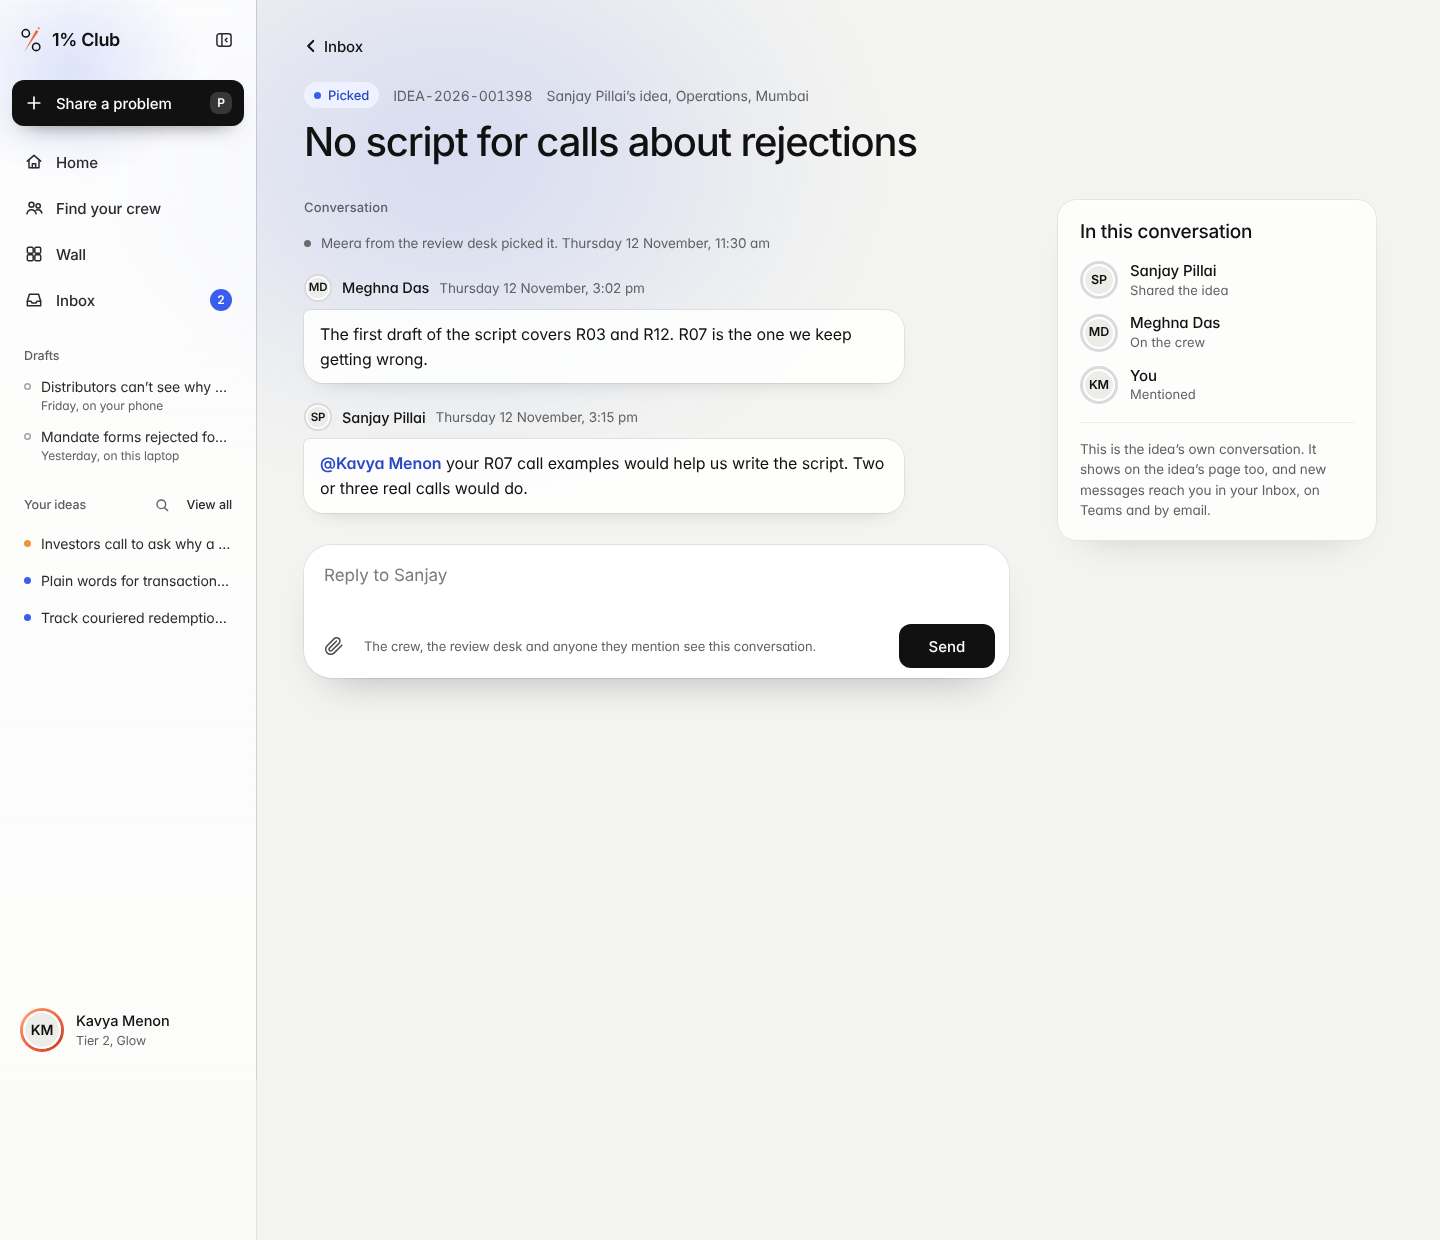 1% Club
Share a problem
P
Home
Find your crew
Wall
Inbox
2
Drafts
Distributors can’t see why ...
Friday, on your phone
Mandate forms rejected fo...
Yesterday, on this laptop
Your ideas
View all
Investors call to ask why a ...
Plain words for transaction...
Track couriered redemptio...
KM
Kavya Menon
Tier 2, Glow
Inbox
Picked
IDEA-2026-001398
Sanjay Pillai’s idea, Operations, Mumbai
No script for calls about rejections
Conversation
Meera from the review desk picked it. Thursday 12 November, 11:30 am
MD
Meghna Das
Thursday 12 November, 3:02 pm
The first draft of the script covers R03 and R12. R07 is the one we keep
getting wrong.
SP
Sanjay Pillai
Thursday 12 November, 3:15 pm
@Kavya Menon your R07 call examples would help us write the script. Two
or three real calls would do.
Reply to Sanjay
The crew, the review desk and anyone they mention see this conversation.
Send
In this conversation
SP
Sanjay Pillai
Shared the idea
MD
Meghna Das
On the crew
KM
You
Mentioned
This is the idea’s own conversation. It
shows on the idea’s page too, and new
messages reach you in your Inbox, on
Teams and by email.